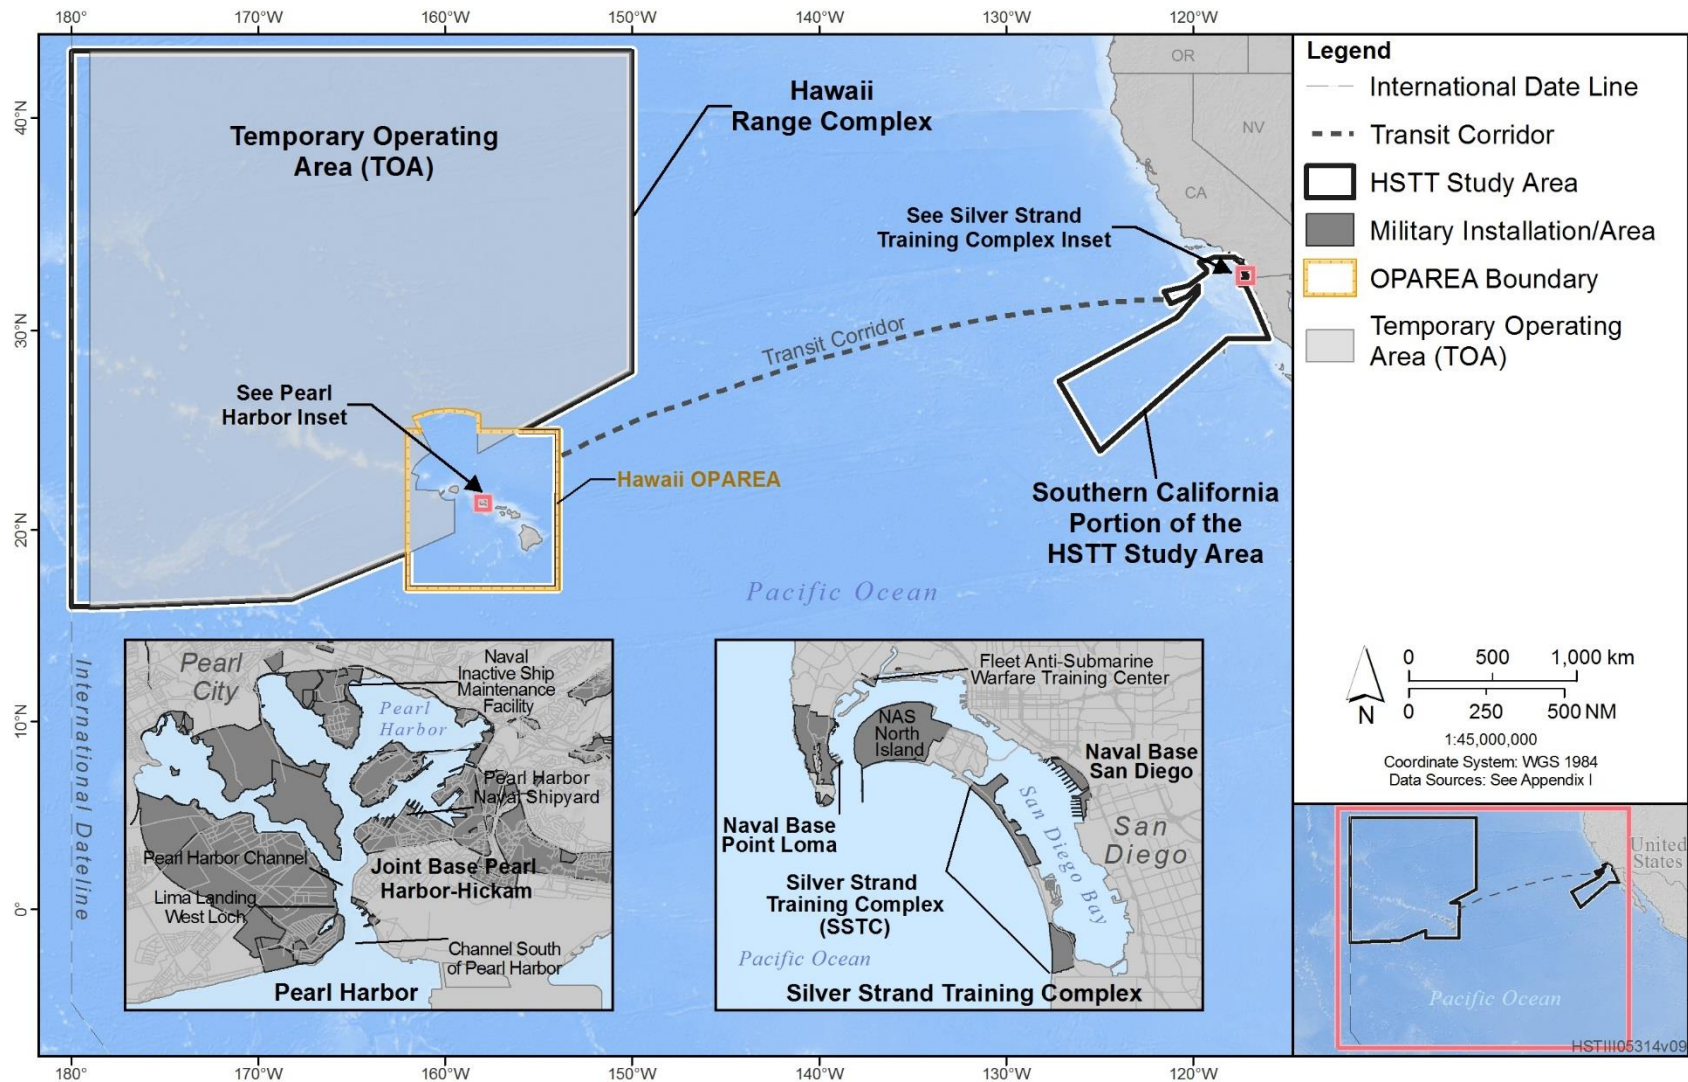 180°
170°W
160°W
150°W
140°W
130°W
120°W
40°N
30°N
20°N
10°N
0°
Temporary Operating
Area (TOA)
Hawaii
Range Complex
OR
NV
CA
See Silver Strand
Training Complex Inset
Transit Corridor
See Pearl
Harbor Inset
Hawaii OPAREA
Southern California
Portion of the
HSTT Study Area
Pacific Ocean
International Dateline
Pearl
City
Naval
Inactive Ship
Maintenance
Facility
Pearl
Harbor
Pearl Harbor
Naval Shipyard
Pearl Harbor Channel
Joint Base Pearl
Harbor-Hickam
Lima Landing
West Loch
Channel South
of Pearl Harbor
Pearl Harbor
Fleet Anti-Submarine
Warfare Training Center
NAS
North
Island
Naval Base
San Diego
Naval Base
Point Loma
San Diego Bay
San
Diego
Silver Strand
Training Complex
(SSTC)
Pacific Ocean
Silver Strand Training Complex
180°
170°W
160°W
150°W
140°W
130°W
120°W
Legend
International Date Line
Transit Corridor
HSTT Study Area
Military Installation/Area
OPAREA Boundary
Temporary Operating
Area (TOA)
N
0 500 1,000 km
0 250 500 NM
1:45,000,000
Coordinate System: WGS 1984
Data Sources: See Appendix I
United
States
Pacific Ocean
HSTIII05314v09